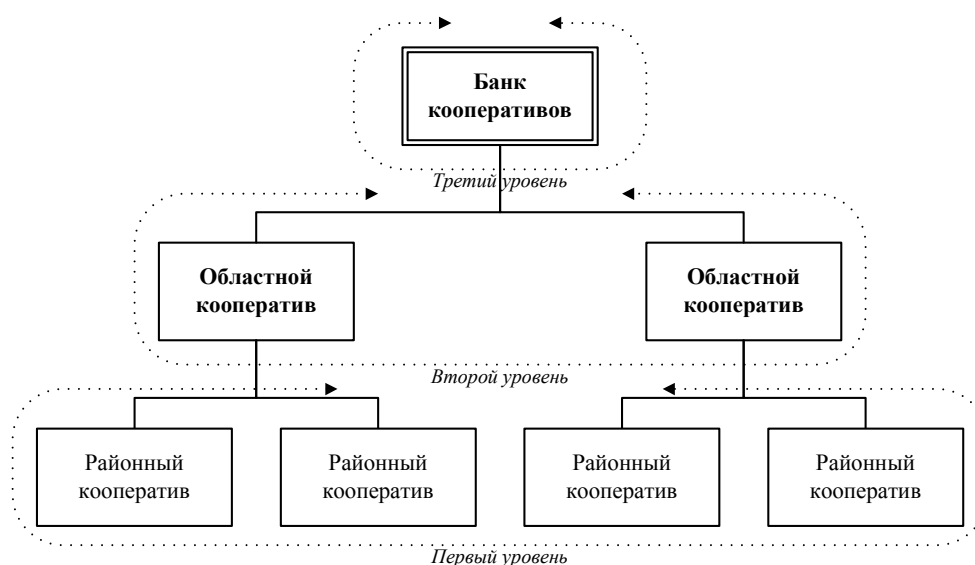 Банк
кооперативов
Третий уровень
Областной
кооператив
Областной
кооператив
Второй уровень
Районный
кооператив
Районный
кооператив
Районный
кооператив
Районный
кооператив
Первый уровень